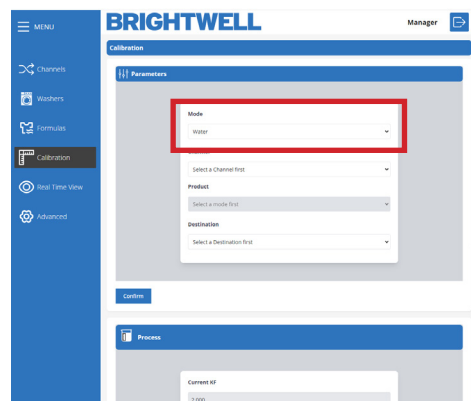 MENU
BRIGHTWELL
Manager
Calibration
Channels
Washers
Formulas
Calibration
Real Time View
Advanced
Parameters
Mode
Water
Select a Channel first
Product
Select a mode first
Destination
Select a Destination first
Confirm
Process
Current KF
2.000